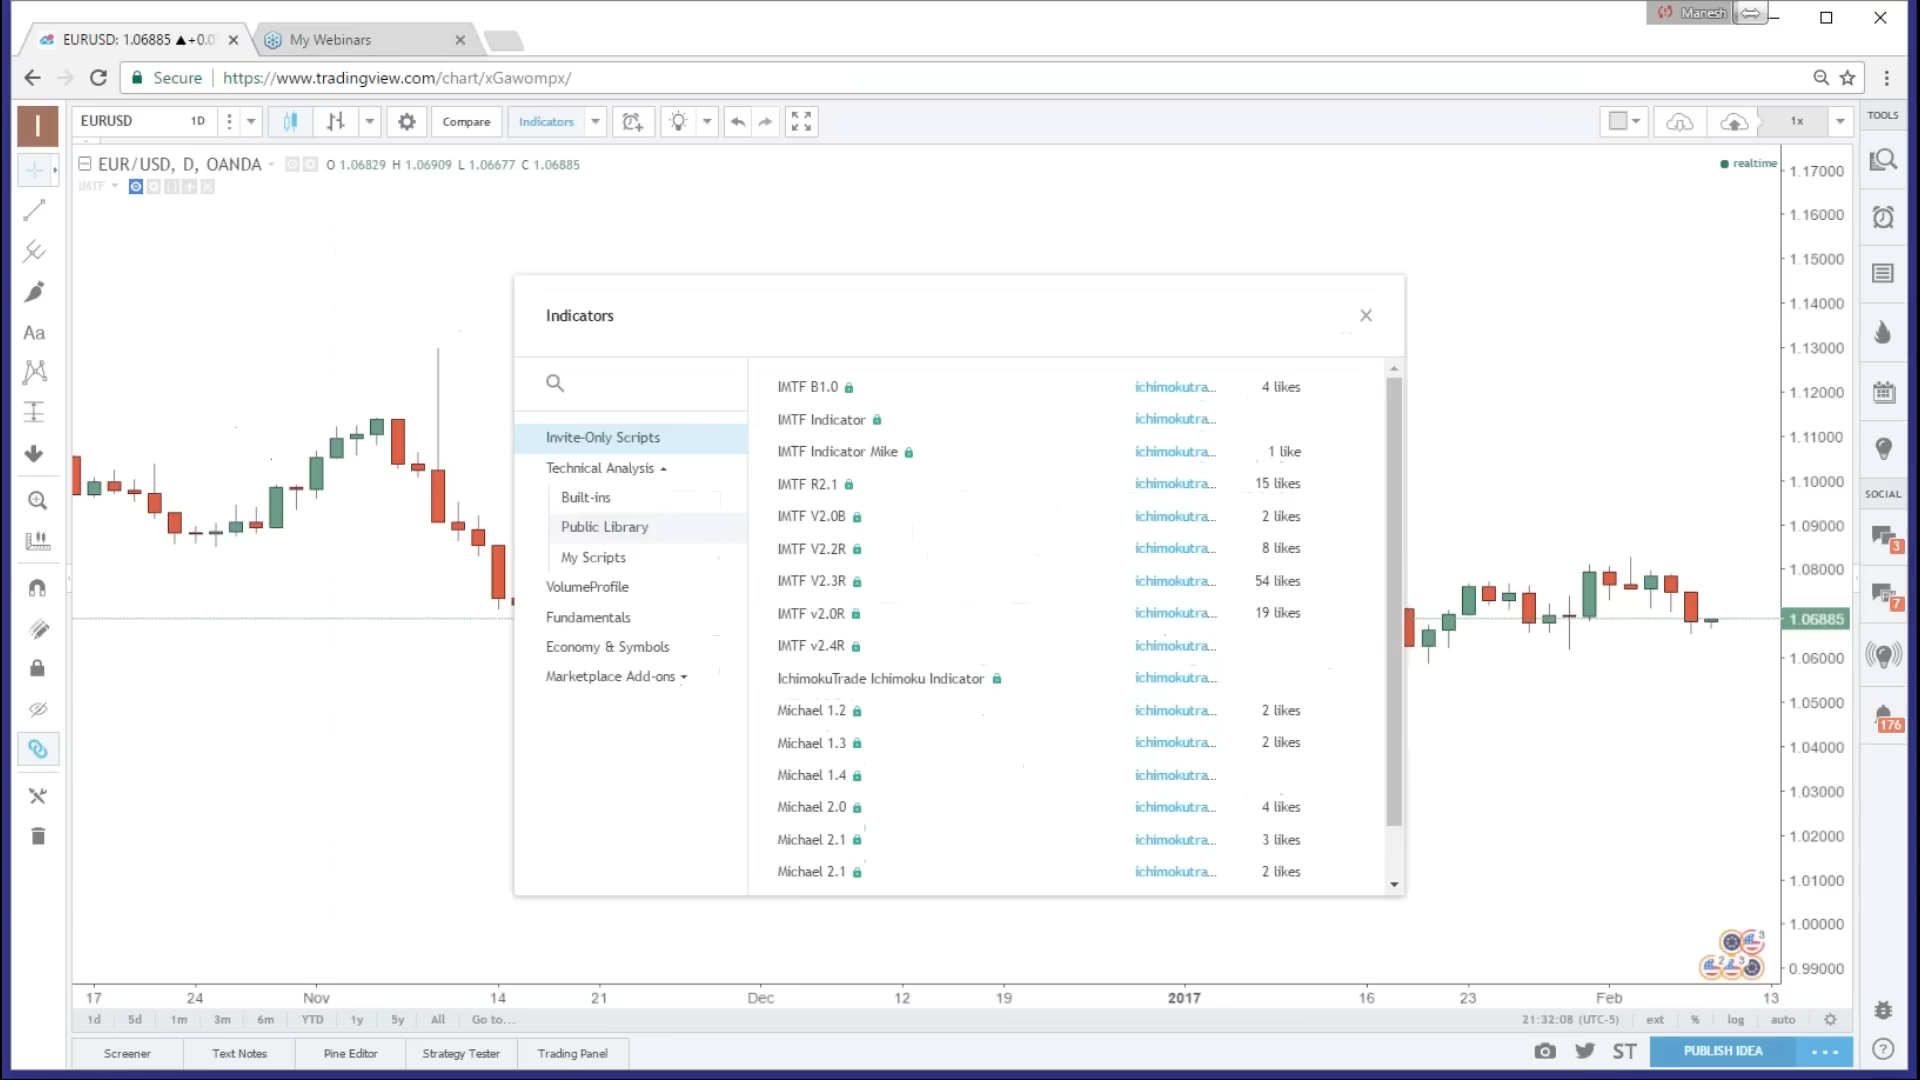 Manesh
EURUSD: 1.06885 ▲+0.0
My Webinars
Secure https://www.tradingview.com/chart/xGawompx/
EURUSD 1D Compare Indicators 1x TOOLS
EUR/USD, D, OANDA O 1.06829 H 1.06909 L 1.06677 C 1.06885 realtime
IMTF
1.17000
1.16000
1.15000
1.14000
1.13000
1.12000
1.11000
1.10000
1.09000
1.08000
1.06885
1.06000
1.05000
1.04000
1.03000
1.02000
1.01000
1.00000
0.99000
Aa
Indicators
Invite-Only Scripts
Technical Analysis
Built-ins
Public Library
My Scripts
VolumeProfile
Fundamentals
Economy & Symbols
Marketplace Add-ons
IMTF B1.0 ichimokutra... 4 likes
IMTF Indicator ichimokutra...
IMTF Indicator Mike ichimokutra... 1 like
IMTF R2.1 ichimokutra... 15 likes
IMTF V2.0B ichimokutra... 2 likes
IMTF V2.2R ichimokutra... 8 likes
IMTF V2.3R ichimokutra... 54 likes
IMTF v2.0R ichimokutra... 19 likes
IMTF v2.4R ichimokutra...
IchimokuTrade Ichimoku Indicator ichimokutra...
Michael 1.2 ichimokutra... 2 likes
Michael 1.3 ichimokutra... 2 likes
Michael 1.4 ichimokutra...
Michael 2.0 ichimokutra... 4 likes
Michael 2.1 ichimokutra... 3 likes
Michael 2.1 ichimokutra... 2 likes
SOCIAL
3
7
176
3
2 3
17 24 Nov 14 21 Dec 12 19 2017 16 23 Feb 13
1d 5d 1m 3m 6m YTD 1y 5y All Go to... 21:32:08 (UTC-5) ext % log auto
Screener Text Notes Pine Editor Strategy Tester Trading Panel ST PUBLISH IDEA ...